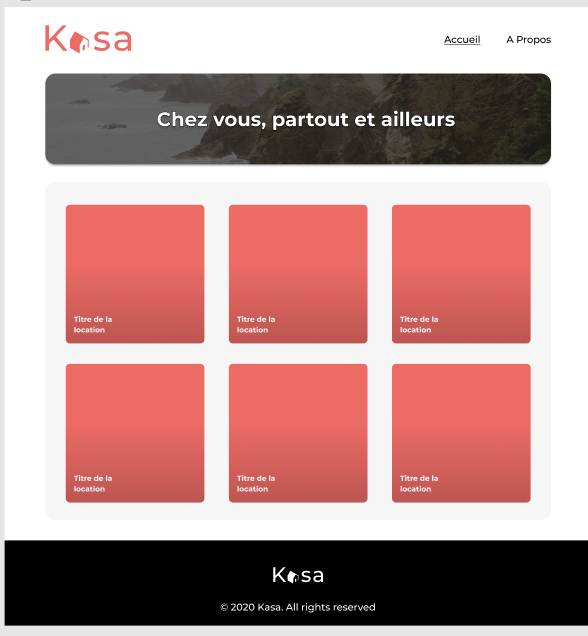 Kasa
Accueil
A Propos
Chez vous, partout et ailleurs
Titre de la
location
Titre de la
location
Titre de la
location
Titre de la
location
Titre de la
location
Titre de la
location
Kasa
© 2020 Kasa. All rights reserved